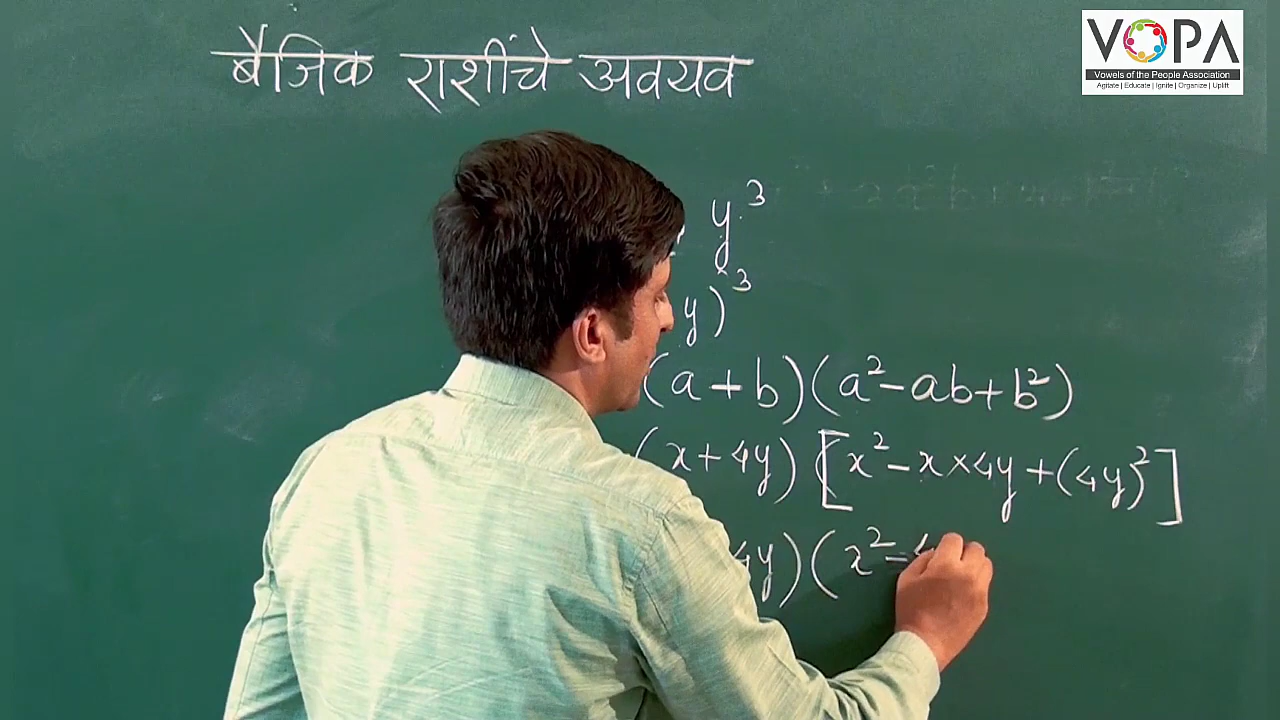 VOPA
Vowels of the People Association
Agitate | Educate | Ignite | Organize | Uplift
बैजिक राशींचे अवयव
y³
y)³
(a + b)(a² - ab + b²)
(x + 4y) [x² - x × 4y + (4y)²]
4y)(x² - 4